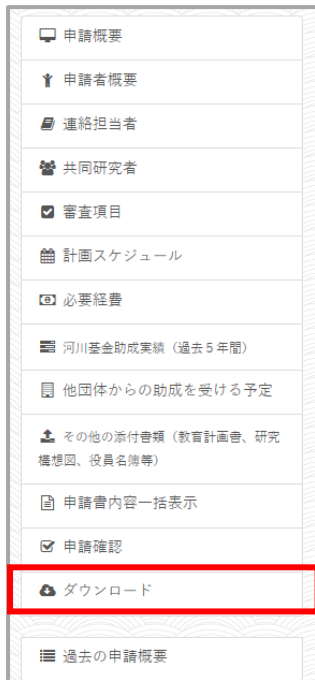 申請概要
申請者概要
連絡担当者
共同研究者
審査項目
計画スケジュール
必要経費
河川基金助成実績（過去５年間）
他団体からの助成を受ける予定
その他の添付書類（教育計画書、研究
構想図、役員名簿等）
申請書内容一括表示
申請確認
ダウンロード
過去の申請概要